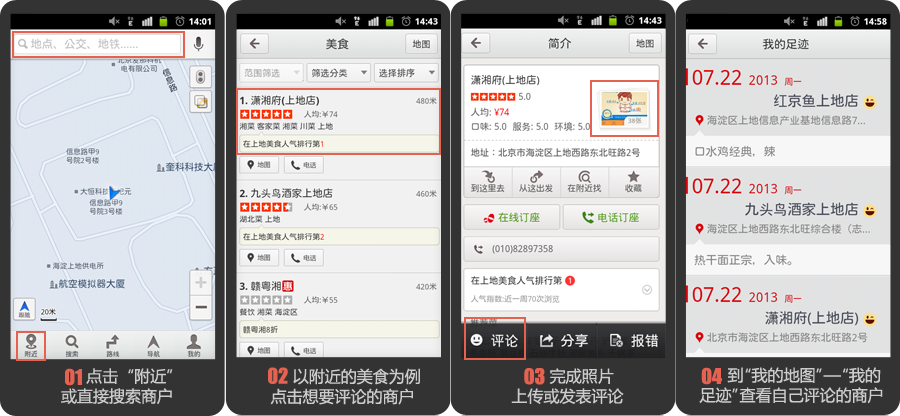 14:01
地点、公交、地铁......
北京爱那科机
电有限公司
信息路
信息路甲9
号院2号楼
奎科科技大
大恒科
元
信息路甲9
号院3号楼
海淀上地供电所
航空模拟器大厦
20米
附近
搜索
路线
导航
我的
01 点击“附近”
或直接搜索商户
14:43
美食
地图
范围筛选
筛选分类
选择排序
1. 潇湘府(上地店)
480米
人均:￥74
湘菜 客家菜 湘菜 川菜 上地
在上地美食人气排行第1
地图
电话
2. 九头鸟酒家上地店
460米
人均:￥65
湖北菜 上地
在上地美食人气排行第2
地图
电话
3. 赣粤湘 惠
420米
人均:￥55
餐饮 湘菜 海淀区
赣粤湘8折
地图
电话
02 以附近的美食为例
点击想要评论的商户
14:43
简介
地图
潇湘府(上地店)
5.0
人均: ¥74
口味: 5.0 服务: 5.0 环境: 5.0
38张
地址：北京市海淀区上地西路东北旺路2号
到这里去
从这出发
在附近找
收藏
在线订座
电话订座
(010)82897358
在上地美食人气排行第 1
人气指数:近一周70次浏览
推荐菜
评论
分享
报错
03 完成照片
上传或发表评论
14:58
我的足迹
07.22 2013 周一
红京鱼上地店
海淀区上地信息产业基地信息路7...
口水鸡经典，辣
07.22 2013 周一
九头鸟酒家上地店
海淀区上地西路东北旺综合楼（志...
热干面正宗，入味。
07.22 2013 周一
潇湘府(上地店)
北京市海淀区上地西路东北旺路2号
04 到“我的地图”—“我的
足迹”查看自己评论的商户